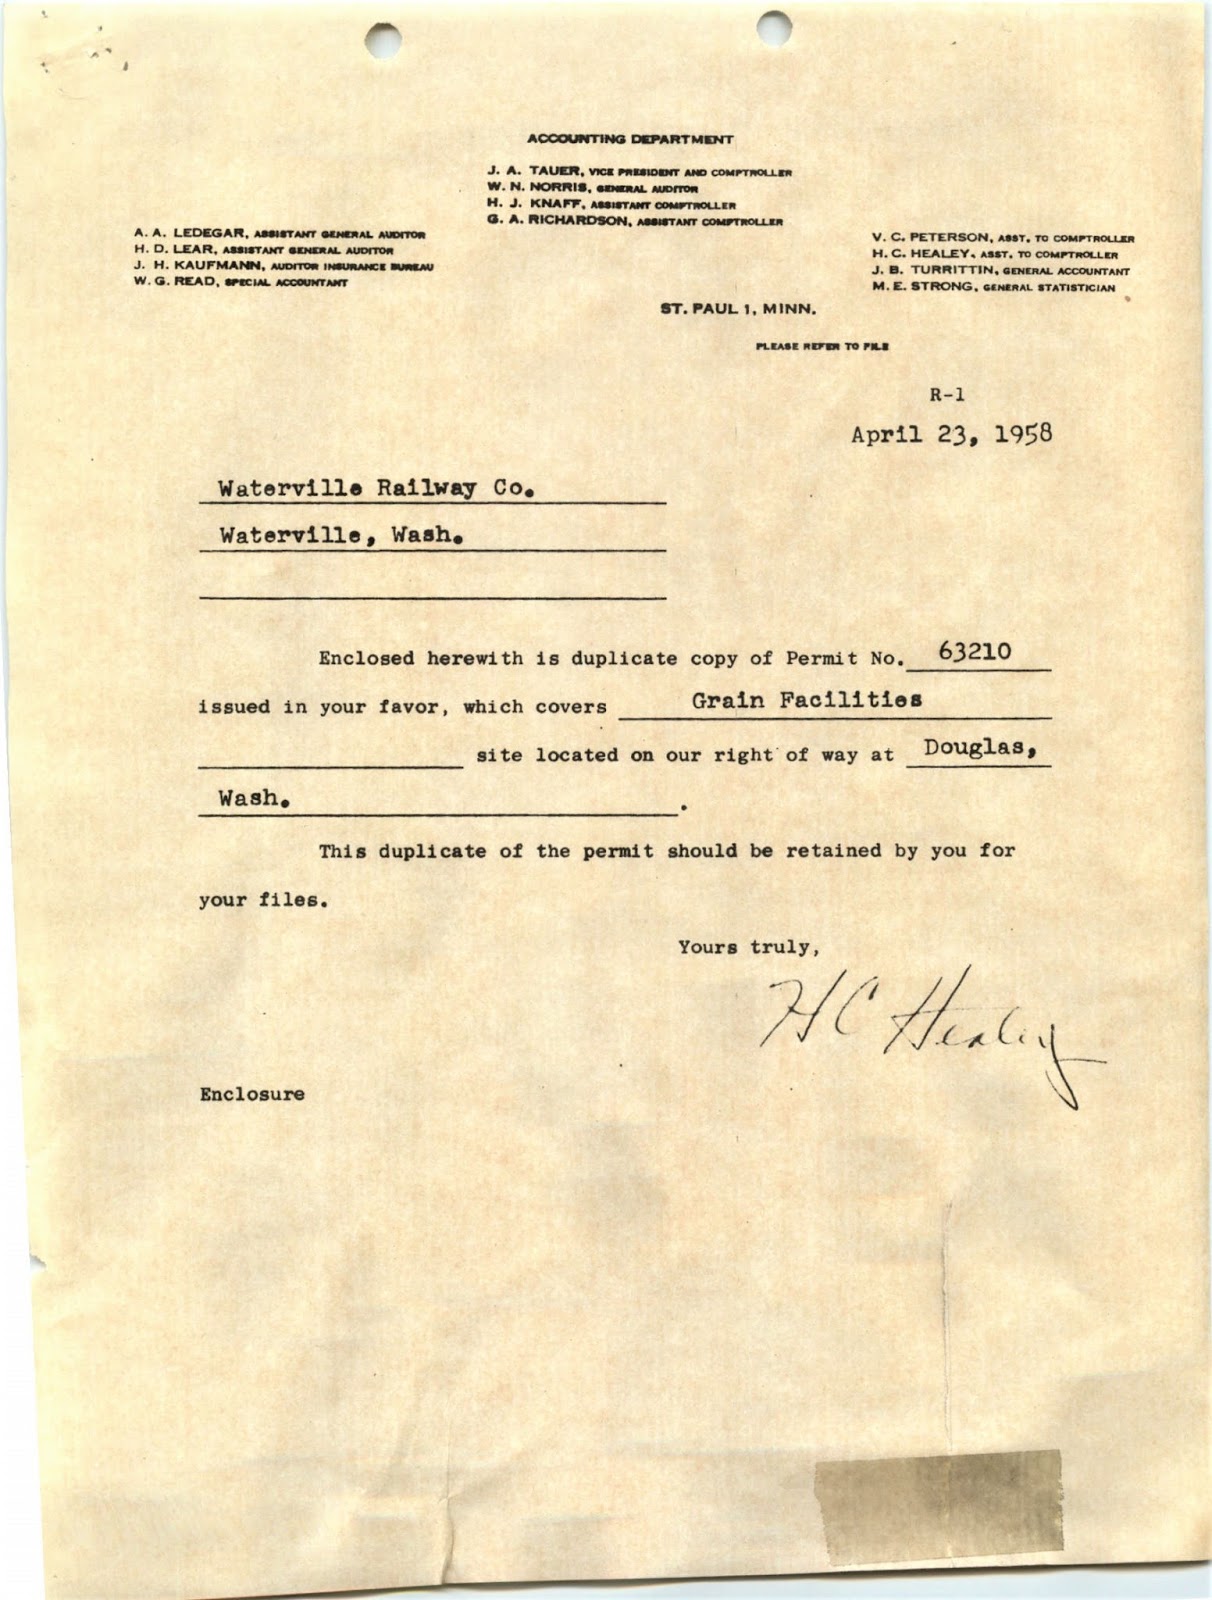 ACCOUNTING DEPARTMENT
J. A. TAUER, VICE PRESIDENT AND COMPTROLLER
W. N. NORRIS, GENERAL AUDITOR
H. J. KNAFF, ASSISTANT COMPTROLLER
G. A. RICHARDSON, ASSISTANT COMPTROLLER
A. A. LEDEGAR, ASSISTANT GENERAL AUDITOR
H. D. LEAR, ASSISTANT GENERAL AUDITOR
J. H. KAUFMANN, AUDITOR INSURANCE BUREAU
W. G. READ, SPECIAL ACCOUNTANT
V. C. PETERSON, ASST. TO COMPTROLLER
H. C. HEALEY, ASST. TO COMPTROLLER
J. B. TURRITTIN, GENERAL ACCOUNTANT
M. E. STRONG, GENERAL STATISTICIAN
ST. PAUL 1, MINN.
PLEASE REFER TO FILE
R-1
April 23, 1958
Waterville Railway Co.
Waterville, Wash.
Enclosed herewith is duplicate copy of Permit No. 63210
issued in your favor, which covers Grain Facilities
site located on our right of way at Douglas,
Wash.
This duplicate of the permit should be retained by you for
your files.
Yours truly,
H C Healey
Enclosure